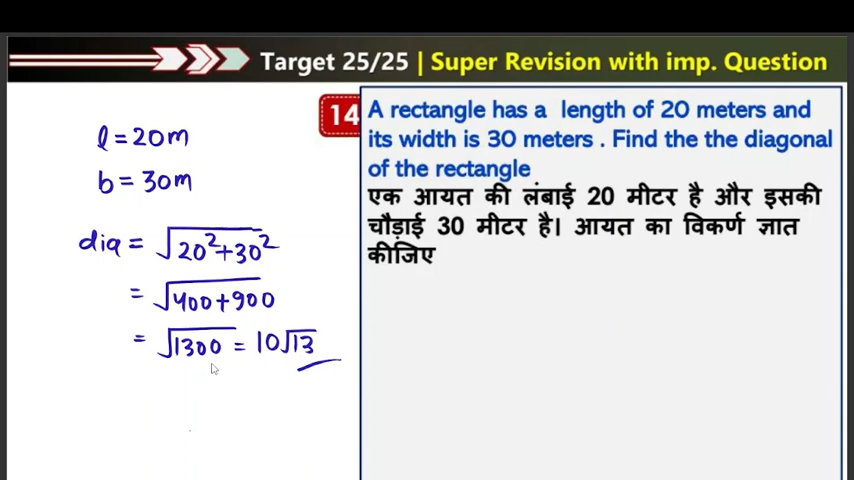 Target 25/25 | Super Revision with imp. Question
l = 20m
b = 30m
dia = √20²+30²
= √400+900
= √1300 = 10√13
14
A rectangle has a length of 20 meters and
its width is 30 meters . Find the the diagonal
of the rectangle
एक आयत की लंबाई 20 मीटर है और इसकी
चौड़ाई 30 मीटर है। आयत का विकर्ण ज्ञात
कीजिए